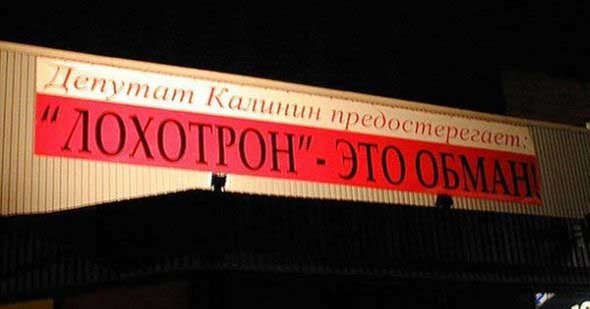 Депутат Калинин предостерегает:
"ЛОХОТРОН"- ЭТО ОБМАН!